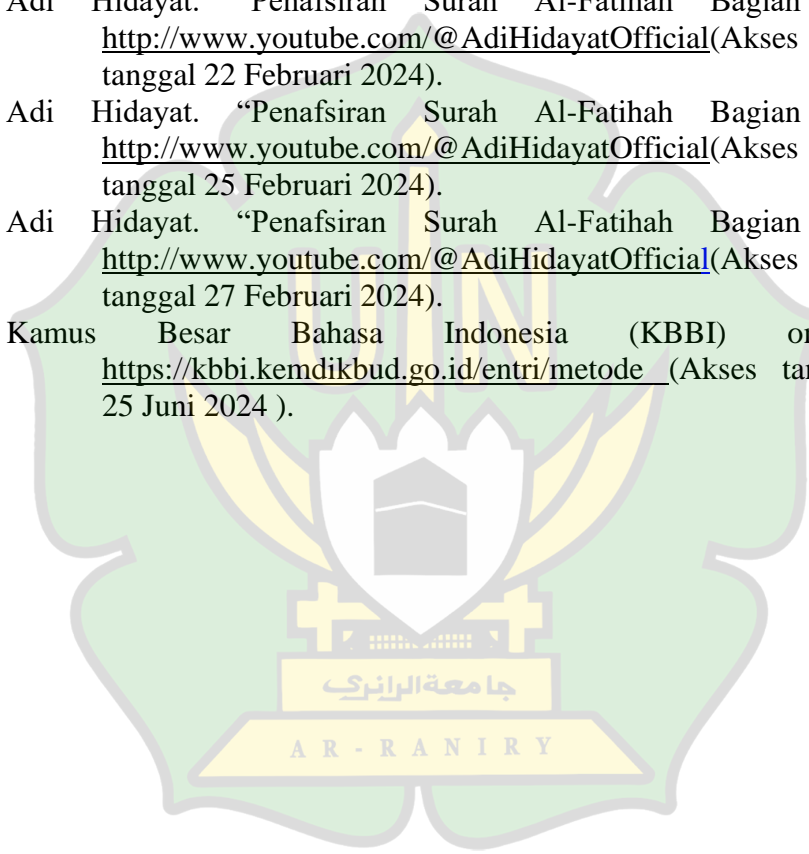 Adi Hidayat. "Penafsiran Surah Al-Fatihah Bagian
http://www.youtube.com/@AdiHidayatOfficial(Akses
tanggal 22 Februari 2024).
Adi Hidayat. “Penafsiran Surah Al-Fatihah Bagian
http://www.youtube.com/@AdiHidayatOfficial(Akses
tanggal 25 Februari 2024).
Adi Hidayat. “Penafsiran Surah Al-Fatihah Bagian
http://www.youtube.com/@AdiHidayatOfficial(Akses
tanggal 27 Februari 2024).
Kamus Besar Bahasa Indonesia (KBBI)
https://kbbi.kemdikbud.go.id/entri/metode (Akses
25 Juni 2024 ).
UIN
جامعة الرانري
AR-RANIRY